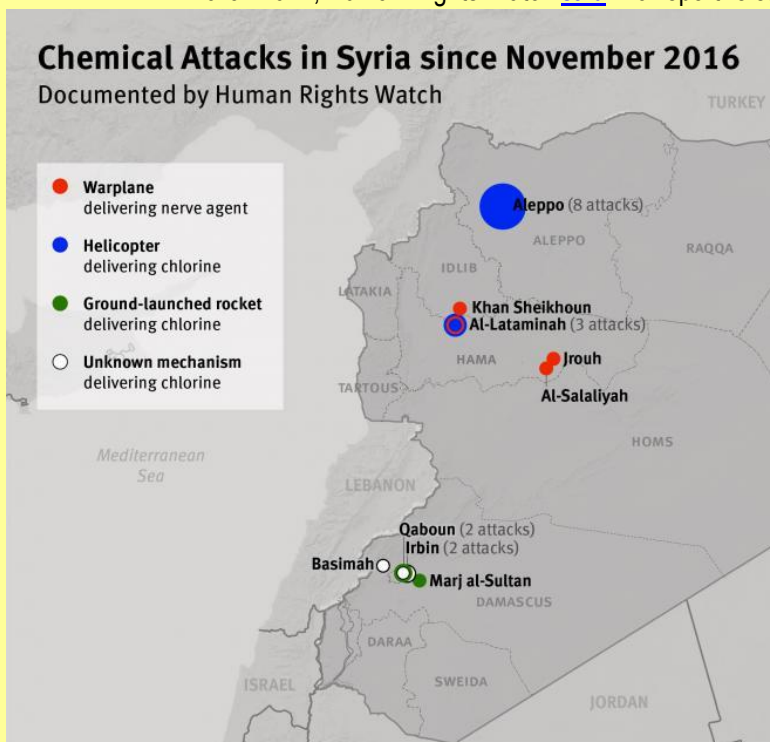 Chemical Attacks in Syria since November 2016
Documented by Human Rights Watch
TURKEY
Warplane
delivering nerve agent
Helicopter
delivering chlorine
Ground-launched rocket
delivering chlorine
Unknown mechanism
delivering chlorine
Aleppo (8 attacks)
ALEPPO
RAQQA
IDLIB
LATAKIA
Khan Sheikhoun
Al-Lataminah (3 attacks)
HAMA
Jrouh
TARTOUS
Al-Salaliyah
HOMS
Mediterranean
Sea
LEBANON
Qaboun (2 attacks)
Irbin (2 attacks)
Basimah
Marj al-Sultan
DAMASCUS
DARAA
SWEIDA
ISRAEL
JORDAN